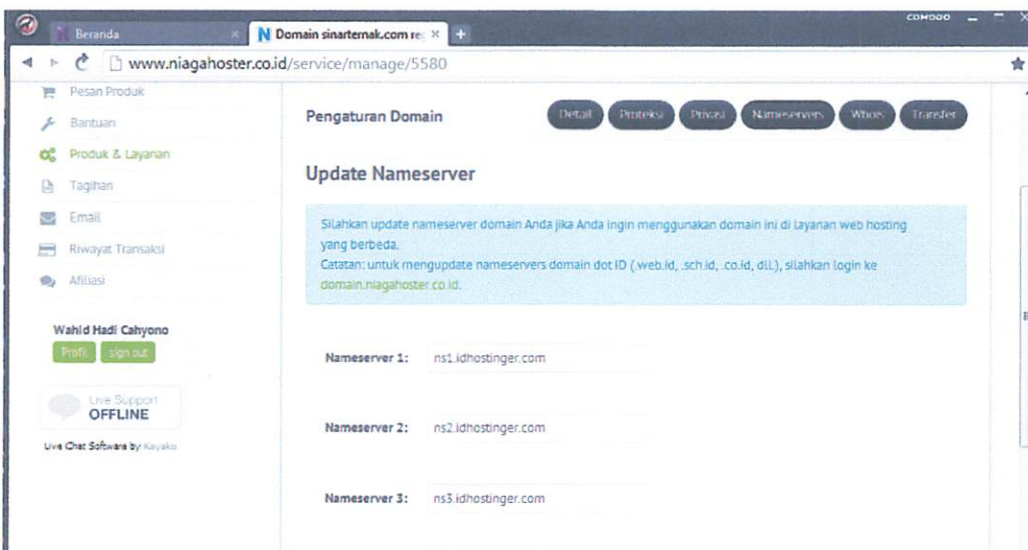 COMODO
Beranda
Domain sinarternak.com re
www.niagahoster.co.id/service/manage/5580
Pesan Produk
Bantuan
Produk & Layanan
Tagihan
Email
Riwayat Transaksi
Afiliasi
Wahid Hadi Cahyono
Profil sign out
Live Support
OFFLINE
Live Chat Software by Kayako
Pengaturan Domain
Detail Proteksi Privasi Nameservers Whois Transfer
Update Nameserver
Silahkan update nameserver domain Anda jika Anda ingin menggunakan domain ini di layanan web hosting
yang berbeda.
Catatan: untuk mengupdate nameservers domain dot ID (.web.id, .sch.id, .co.id, dll.), silahkan login ke
domain.niagahoster.co.id.
Nameserver 1: ns1.idhostinger.com
Nameserver 2: ns2.idhostinger.com
Nameserver 3: ns3.idhostinger.com